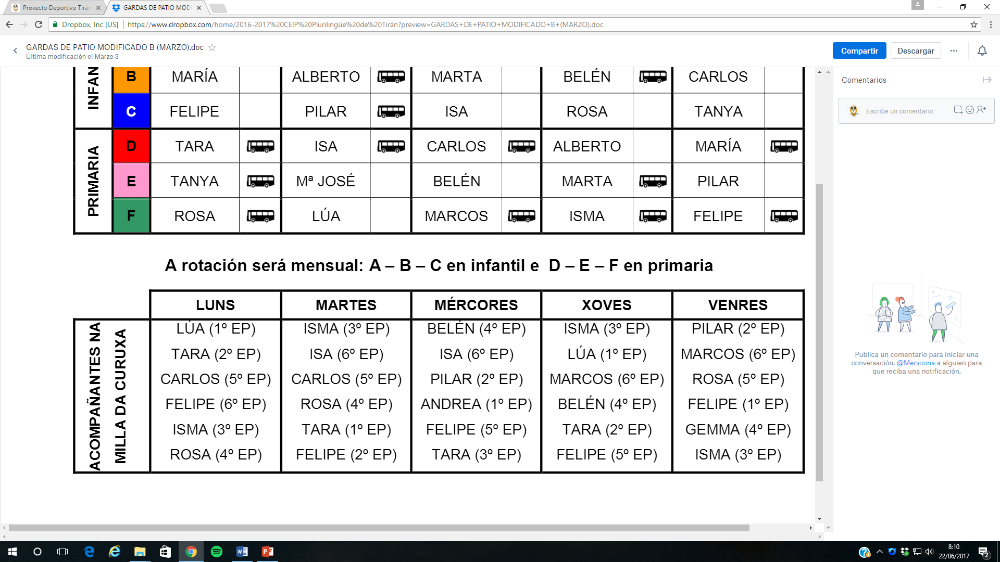 Proxecto Deportivo Tirán
GARDAS DE PATIO MOD
Dropbox, Inc [US]
https://www.dropbox.com/home/2016-2017%20CEIP%20Plurilingüe%20de%20Tirán?preview=GARDAS+DE+PATIO+MODIFICADO+B+(MARZO).doc
GARDAS DE PATIO MODIFICADO B (MARZO).doc
Última modificación el Marzo 3
Compartir
Descargar
INFAN
B MARÍA ALBERTO MARTA BELÉN CARLOS
C FELIPE PILAR ISA ROSA TANYA
PRIMARIA
D TARA ISA CARLOS ALBERTO MARÍA
E TANYA Mª JOSÉ BELÉN MARTA PILAR
F ROSA LÚA MARCOS ISMA FELIPE
A rotación será mensual: A – B – C en infantil e D – E – F en primaria
LUNS MARTES MÉRCORES XOVES VENRES
ACOMPAÑANTES NA
MILLA DA CURUXA
LÚA (1º EP) ISMA (3º EP) BELÉN (4º EP) ISMA (3º EP) PILAR (2º EP)
TARA (2º EP) ISA (6º EP) ISA (6º EP) LÚA (1º EP) MARCOS (6º EP)
CARLOS (5º EP) CARLOS (5º EP) PILAR (2º EP) MARCOS (6º EP) ROSA (5º EP)
FELIPE (6º EP) ROSA (4º EP) ANDREA (1º EP) BELÉN (4º EP) FELIPE (1º EP)
ISMA (3º EP) TARA (1º EP) FELIPE (5º EP) TARA (2º EP) GEMMA (4º EP)
ROSA (4º EP) FELIPE (2º EP) TARA (3º EP) FELIPE (5º EP) ISMA (3º EP)
Comentarios
Escribe un comentario
Publica un comentario para iniciar una
conversación. @Menciona a alguien para
que reciba una notificación.
8:10
22/06/2017
2